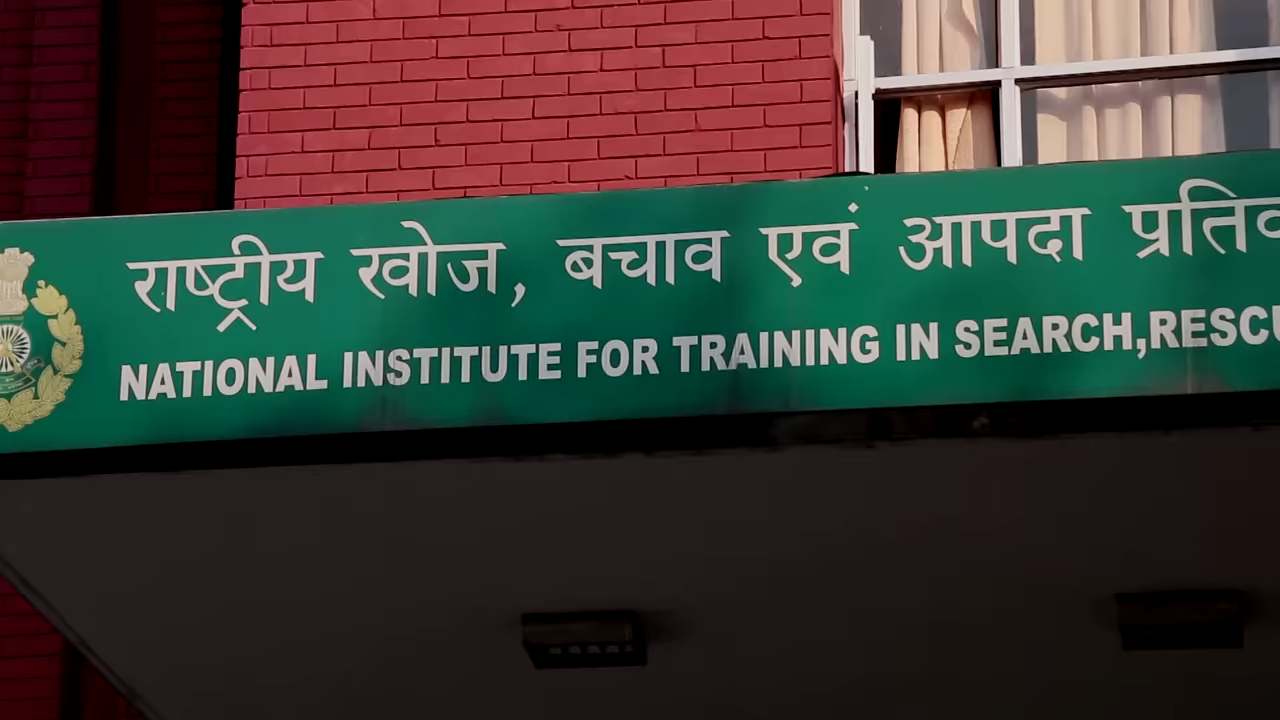 राष्ट्रीय खोज, बचाव एवं आपदा
NATIONAL INSTITUTE FOR TRAINING IN SEARCH,